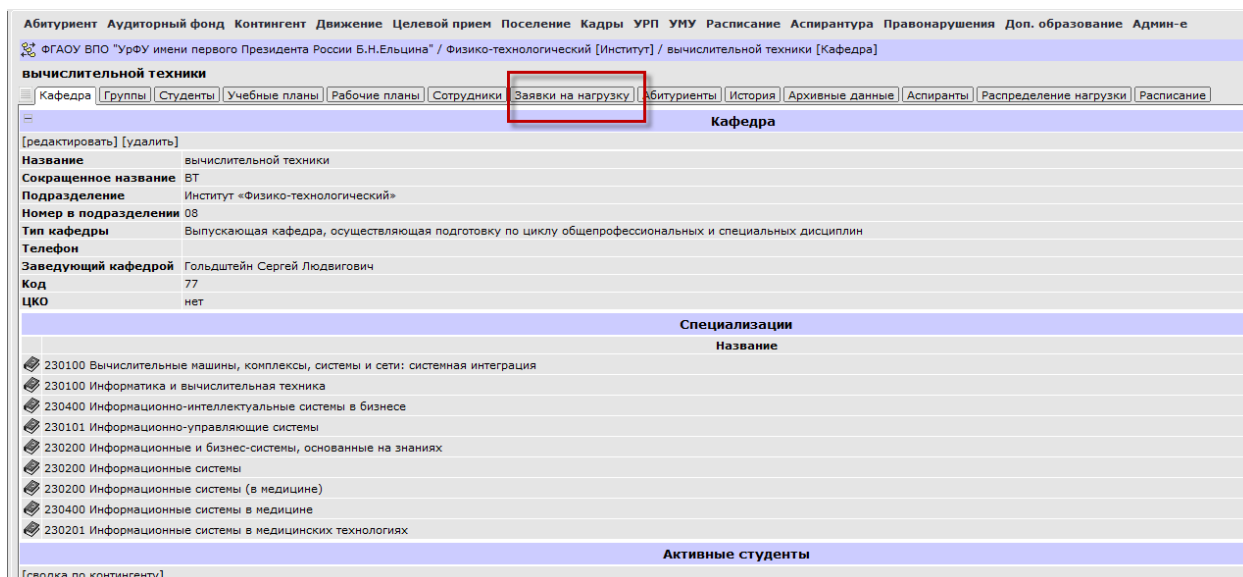 Абитуриент Аудиторный фонд Контингент Движение Целевой прием Поселение Кадры УРП УМУ Расписание Аспирантура Правонарушения Доп. образование Админ-е
ФГАОУ ВПО "УрФУ имени первого Президента России Б.Н.Ельцина" / Физико-технологический [Институт] / вычислительной техники [Кафедра]
вычислительной техники
Кафедра Группы Студенты Учебные планы Рабочие планы Сотрудники Заявки на нагрузку Абитуриенты История Архивные данные Аспиранты Распределение нагрузки Расписание
Кафедра
[редактировать] [удалить]
Название вычислительной техники
Сокращенное название ВТ
Подразделение Институт «Физико-технологический»
Номер в подразделении 08
Тип кафедры Выпускающая кафедра, осуществляющая подготовку по циклу общепрофессиональных и специальных дисциплин
Телефон
Заведующий кафедрой Гольдштейн Сергей Людвигович
Код 77
ЦКО нет
Специализации
Название
230100 Вычислительные машины, комплексы, системы и сети: системная интеграция
230100 Информатика и вычислительная техника
230400 Информационно-интеллектуальные системы в бизнесе
230101 Информационно-управляющие системы
230200 Информационные и бизнес-системы, основанные на знаниях
230200 Информационные системы
230200 Информационные системы (в медицине)
230400 Информационные системы в медицине
230201 Информационные системы в медицинских технологиях
Активные студенты
[сводка по контингенту]